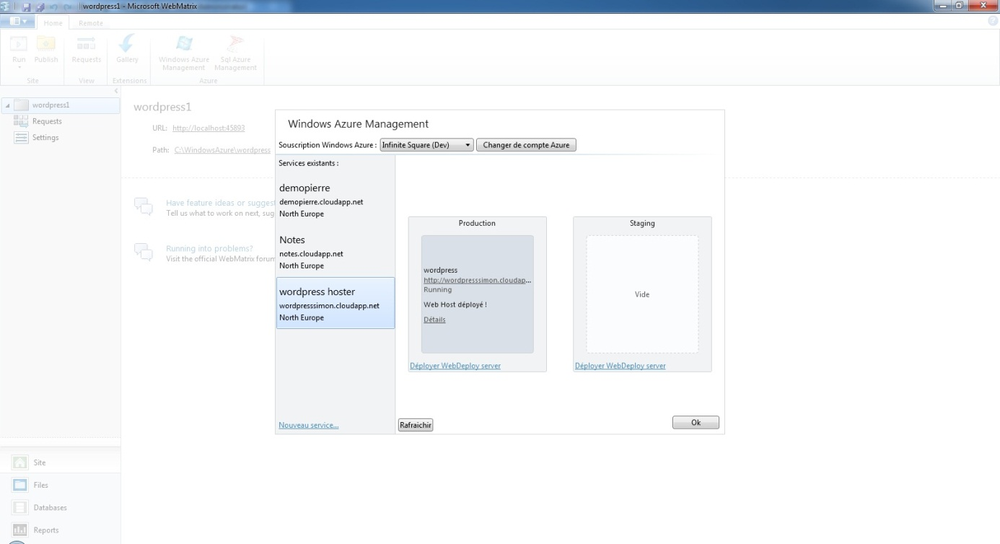 wordpress1 - Microsoft WebMatrix
Home Remote
Run Publish Requests Gallery Windows Azure Management Sql Azure Management
Site View Extensions Azure
wordpress1
Requests
Settings
wordpress1
URL: http://localhost:45893
Path: C:\WindowsAzure\wordpress
Have feature ideas or suggest
Tell us what to work on next, sug
Running into problems?
Visit the official WebMatrix forum
Windows Azure Management
Souscription Windows Azure : Infinite Square (Dev) Changer de compte Azure
Services existants :
demopierre
demopierre.cloudapp.net
North Europe
Notes
notes.cloudapp.net
North Europe
wordpress hoster
wordpresssimon.cloudapp.net
North Europe
Nouveau service...
Production
wordpress
http://wordpresssimon.cloudap...
Running
Web Host déployé !
Détails
Déployer WebDeploy server
Staging
Vide
Déployer WebDeploy server
Rafraichir
Ok
Site
Files
Databases
Reports